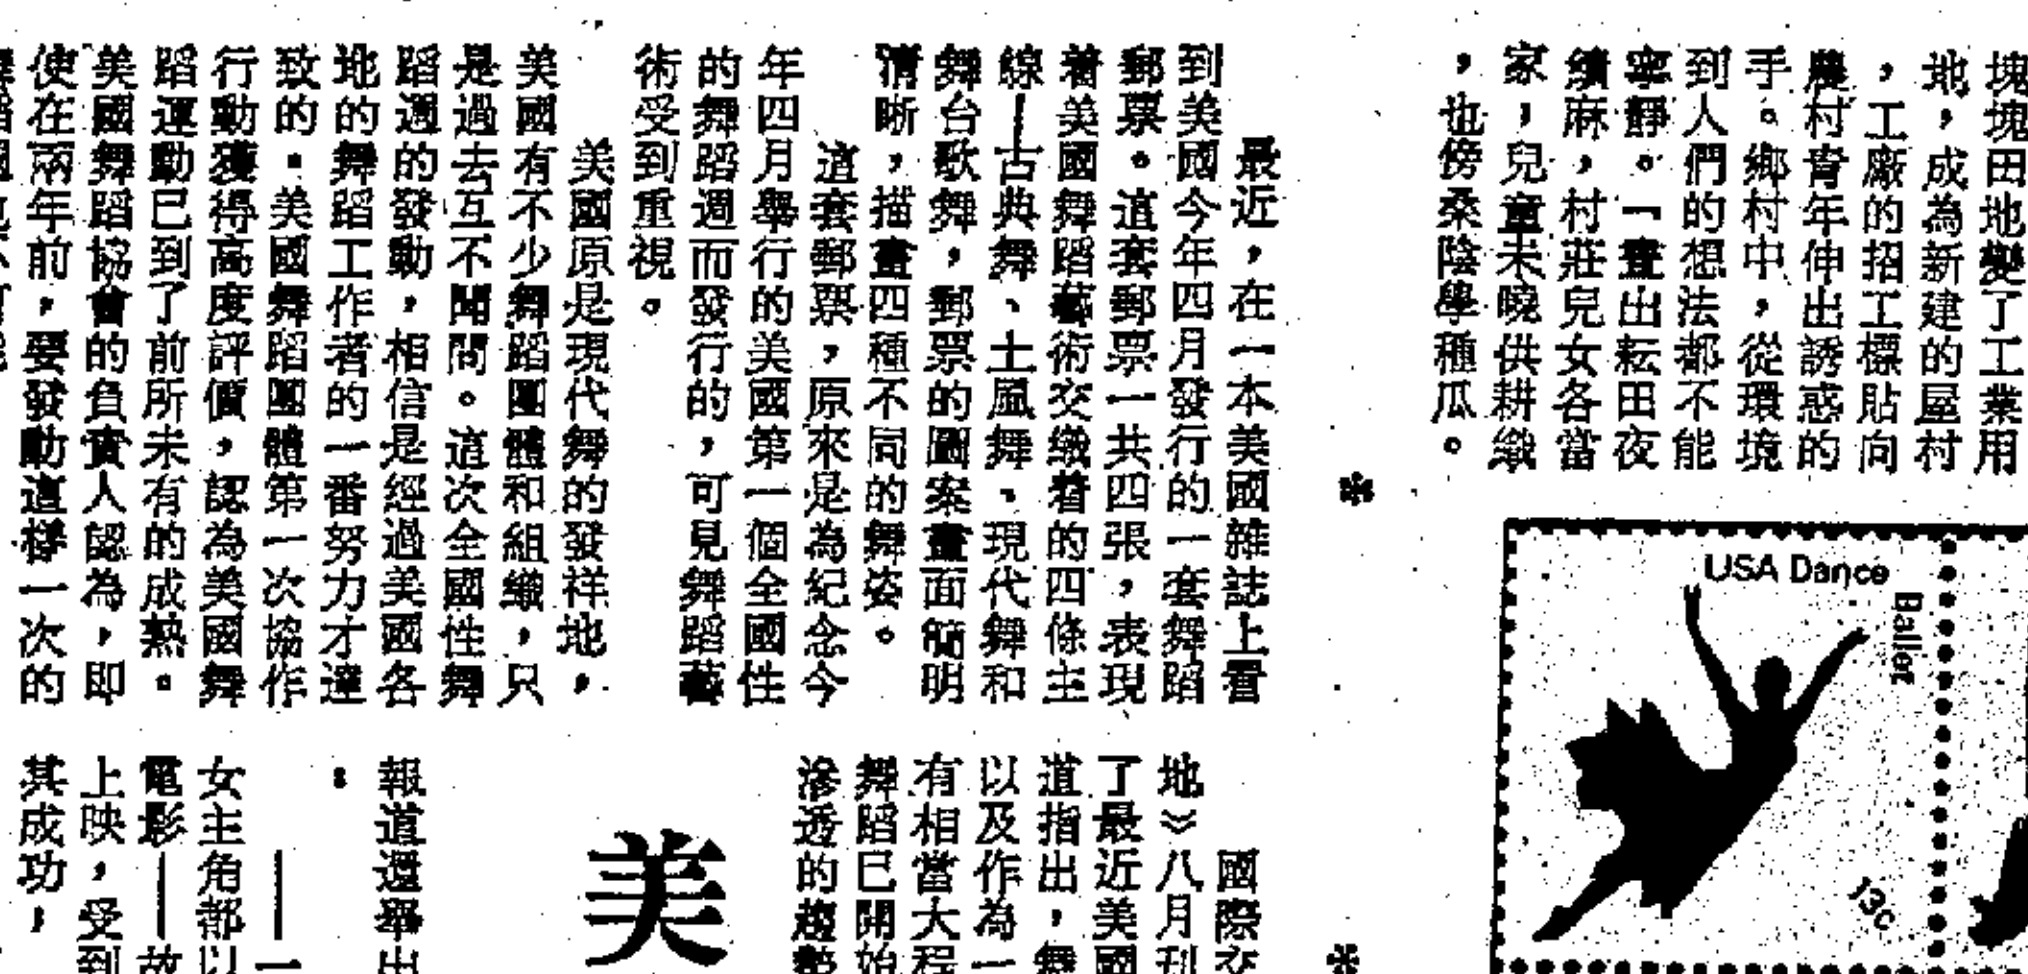 塊塊田地變了工業用
地，成為新建的屋村
，工廠的招工標貼向
農村青年伸出誘惑的
手。鄉村中，從環境
到人們的想法都不能
寧靜。「晝出耘田夜
績麻，村莊兒女各當
家，兒童未曉供耕織
，也傍桑陰學種瓜。
*
USA Dance
Ballet
13c
最近，在一本美國雜誌上看
到美國今年四月發行的一套舞蹈
郵票。這套郵票一共四張，表現
着美國舞蹈藝術交織着的四條主
線—古典舞、土風舞、現代舞和
舞台歌舞，郵票的圖案畫面簡明
清晰，描畫四種不同的舞姿。
這套郵票，原來是為紀念今
年四月舉行的美國第一個全國性
的舞蹈週而發行的，可見舞蹈藝
術受到重視。
美國原是現代舞的發祥地，
美國有不少舞蹈團體和組織，只
是過去互不聞問。這次全國性舞
蹈週的發動，相信是經過美國各
地的舞蹈工作者的一番努力才達
致的。美國舞蹈團體第一次協作
行動獲得高度評價，認為美國舞
蹈運動已到了前所未有的成熟。
美國舞蹈協會的負責人認為，即
使在兩年前，要發動這樣一次的
*
國際交
地》八月刊
了最近美國
道指出，舞
以及作為一
有相當大程
舞蹈已開始
滲透的趨勢
美
報道還舉出
：
——一
女主角都以
電影——故
上映，受到
其成功，